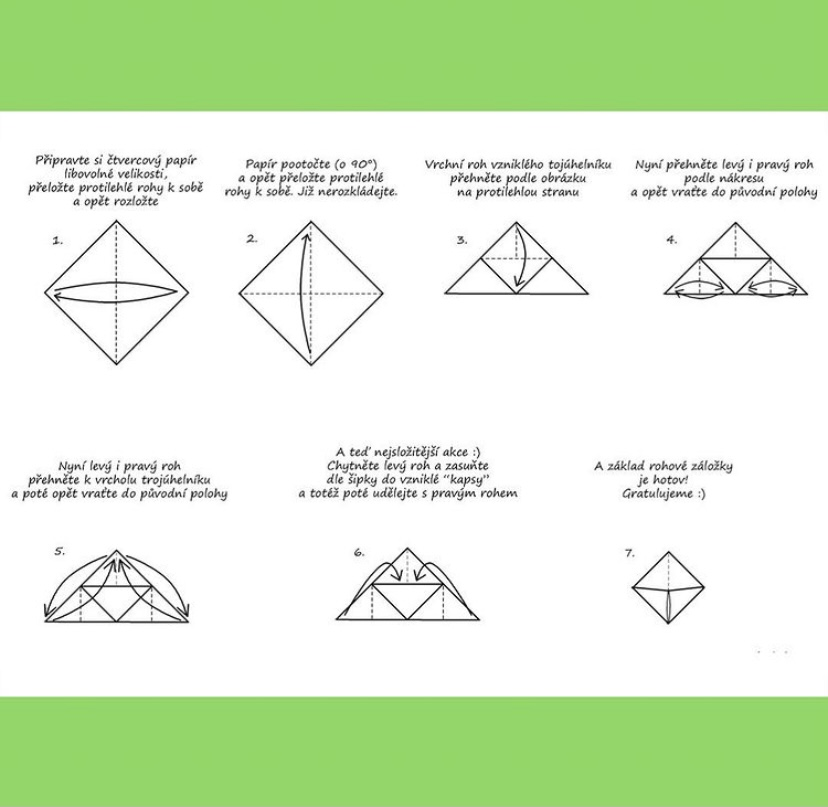 Připravte si čtvercový papír
libovolné velikosti,
přeložte protilehlé rohy k sobě
a opět rozložte
1.
Papír pootočte (o 90°)
a opět přeložte protilehlé
rohy k sobě. Již nerozkládejte.
2.
Vrchní roh vzniklého tojúhelníku
přehněte podle obrázku
na protilehlou stranu
3.
Nyní přehněte levý i pravý roh
podle nákresu
a opět vraťte do původní polohy
4.
Nyní levý i pravý roh
přehněte k vrcholu trojúhelníku
a poté opět vraťte do původní polohy
5.
A teď nejsložitější akce :)
Chytněte levý roh a zasuňte
dle šipky do vzniklé "kapsy"
a totéž poté udělejte s pravým rohem
6.
A základ rohové záložky
je hotov!
Gratulujeme :)
7.